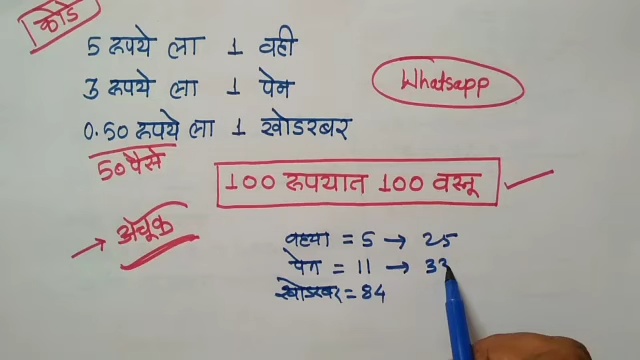 कोडे
5 रूपये ला 1 वही
3 रूपये ला 1 पेन
Whatsapp
0.50 रूपये ला 1 खोडरबर
50 पैसे
100 रूपयात 100 वस्तू
अचूक
वह्या = 5 → 25
पेन = 11 → 33
खोडरबर = 84